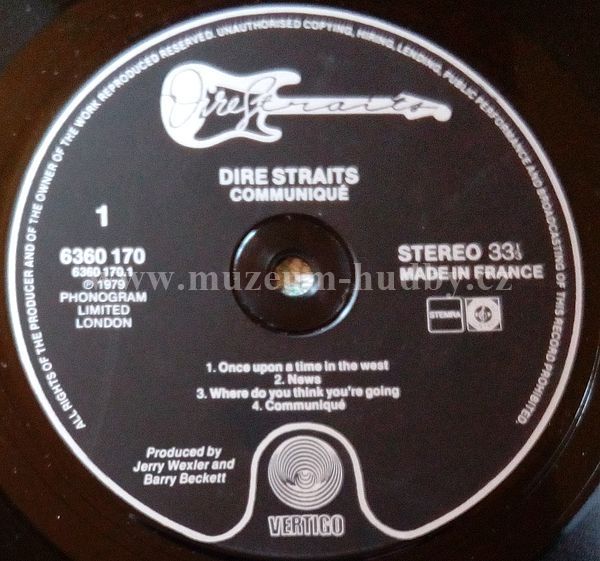 ALL RIGHTS OF THE PRODUCER AND OF THE OWNER OF THE WORK REPRODUCED RESERVED. UNAUTHORISED COPYING, HIRING, LENDING, PUBLIC PERFORMANCE AND BROADCASTING OF THIS RECORD PROHIBITED.
Dire Straits
DIRE STRAITS
COMMUNIQUÉ
1
6360 170
6360 170.1
℗ 1979
PHONOGRAM
LIMITED
LONDON
STEREO 33⅓
MADE IN FRANCE
STEMRA
www.muzeum-hudby.cz
1. Once upon a time in the west
2. News
3. Where do you think you're going
4. Communiqué
Produced by
Jerry Wexler and
Barry Beckett
VERTIGO